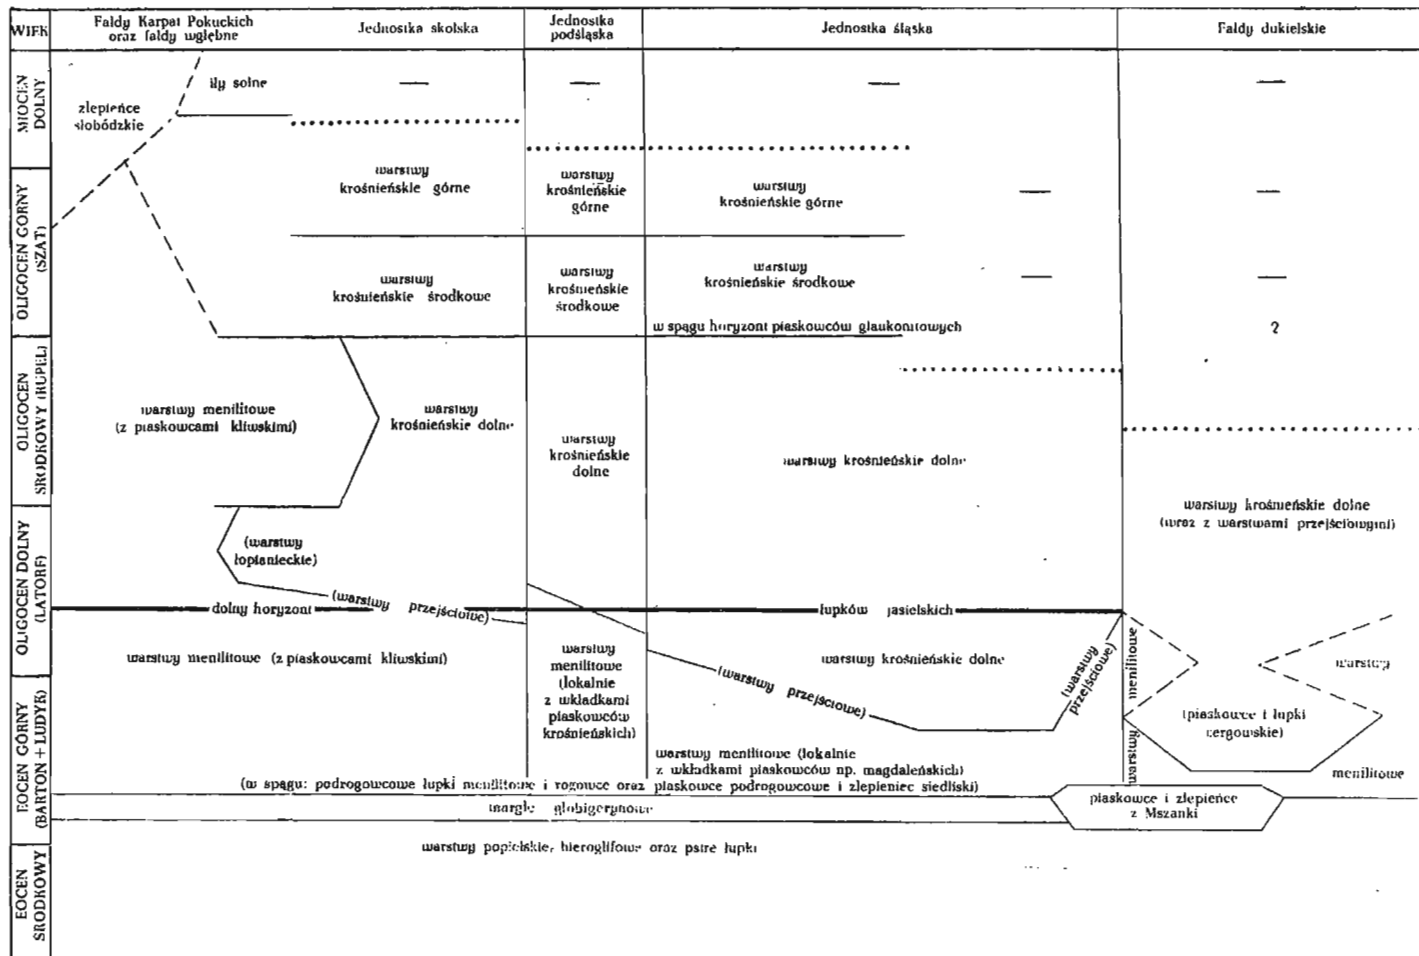 WIEK
Fałdy Karpat Pokuckich
oraz fałdy wgłębne
Jednostka skolska
Jednostka
podśląska
Jednostka śląska
Fałdy dukielskie
MIOCEN
DOLNY
zlepieńce
słobódzkie
iły solne
OLIGOCEN GÓRNY
(SZAT)
warstwy
krośnieńskie górne
warstwy
krośnieńskie
górne
warstwy
krośnieńskie górne
warstwy
krośnieńskie środkowe
warstwy
krośnieńskie
środkowe
warstwy
krośnieńskie środkowe
w spągu horyzont piaskowców glaukonitowych
?
OLIGOCEN
ŚRODKOWY (RUPEL)
warstwy menilitowe
(z piaskowcami kliwskimi)
warstwy
krośnieńskie dolne
warstwy
krośnieńskie
dolne
warstwy krośnieńskie dolne
warstwy krośnieńskie dolne
(wraz z warstwami przejściowymi)
OLIGOCEN DOLNY
(LATORF)
(warstwy
łopianieckie)
dolny horyzont
(warstwy przejściowe)
łupków jasielskich
warstwy menilitowe (z piaskowcami kliwskimi)
warstwy
menilitowe
(lokalnie
z wkładkami
piaskowców
krośnieńskich)
warstwy krośnieńskie dolne
(warstwy przejściowe)
(warstwy
przejściowe)
warstwy menilitowe
warstwy
(piaskowce i łupki
cergowskie)
menilitowe
EOCEN GÓRNY
(BARTON + LUDYK)
warstwy menilitowe (lokalnie
z wkładkami piaskowców np. magdaleńskich)
(w spągu: podrogowcowe łupki menilitowe i rogowce oraz piaskowce podrogowcowe i zlepieniec siedliski)
margle globigerynowe
piaskowce i zlepieńce
z Mszanki
EOCEN
ŚRODKOWY
warstwy popielskie, hieroglifowe oraz pstre łupki